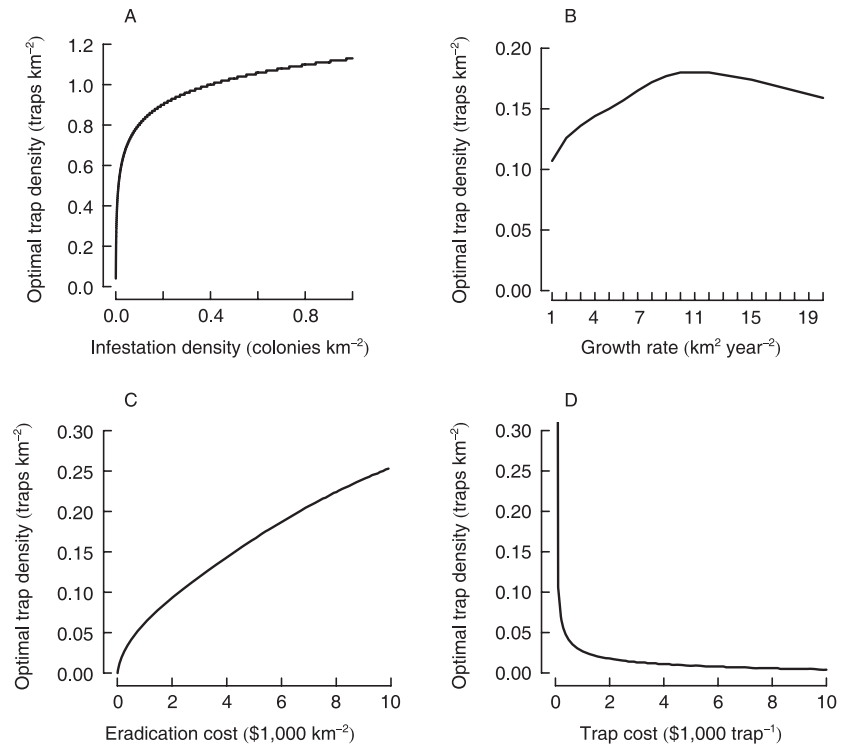 A
Optimal trap density (traps km⁻²)
1.2
1.0
0.8
0.6
0.4
0.2
0.0
0.0 0.4 0.8
Infestation density (colonies km⁻²)
B
Optimal trap density (traps km⁻²)
0.20
0.15
0.10
0.05
0.00
1 4 7 11 15 19
Growth rate (km² year⁻²)
C
Optimal trap density (traps km⁻²)
0.30
0.25
0.20
0.15
0.10
0.05
0.00
0 2 4 6 8 10
Eradication cost ($1,000 km⁻²)
D
Optimal trap density (traps km⁻²)
0.30
0.25
0.20
0.15
0.10
0.05
0.00
0 2 4 6 8 10
Trap cost ($1,000 trap⁻¹)